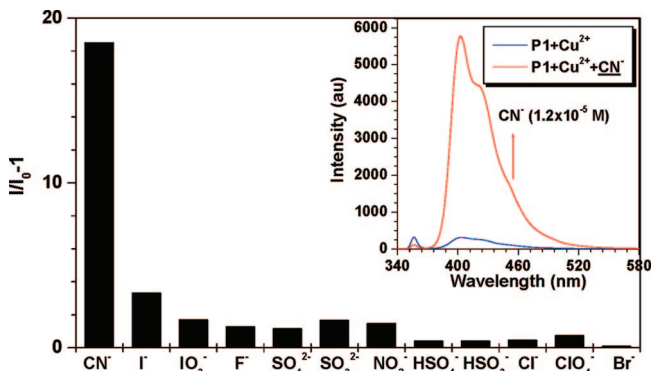 20
10
0
I/I₀-1
CN⁻ I⁻ IO₃⁻ F⁻ SO₄²⁻ SO₃²⁻ NO₂⁻ HSO₄⁻ HSO₃⁻ Cl⁻ ClO₄⁻ Br⁻
6000
5000
4000
3000
2000
1000
0
Intensity (au)
P1+Cu²⁺
P1+Cu²⁺+CN⁻
CN⁻ (1.2x10⁻⁵ M)
340 400 460 520 580
Wavelength (nm)